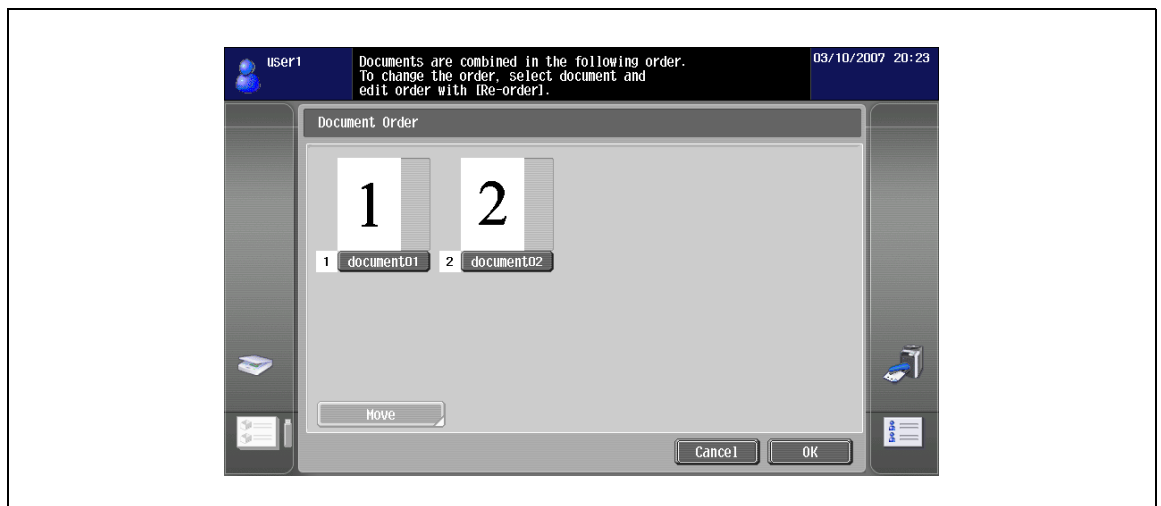 user1
Documents are combined in the following order.
To change the order, select document and
edit order with [Re-order].
03/10/2007 20:23
Document Order
1 2
1 document01 2 document02
Move
Cancel OK